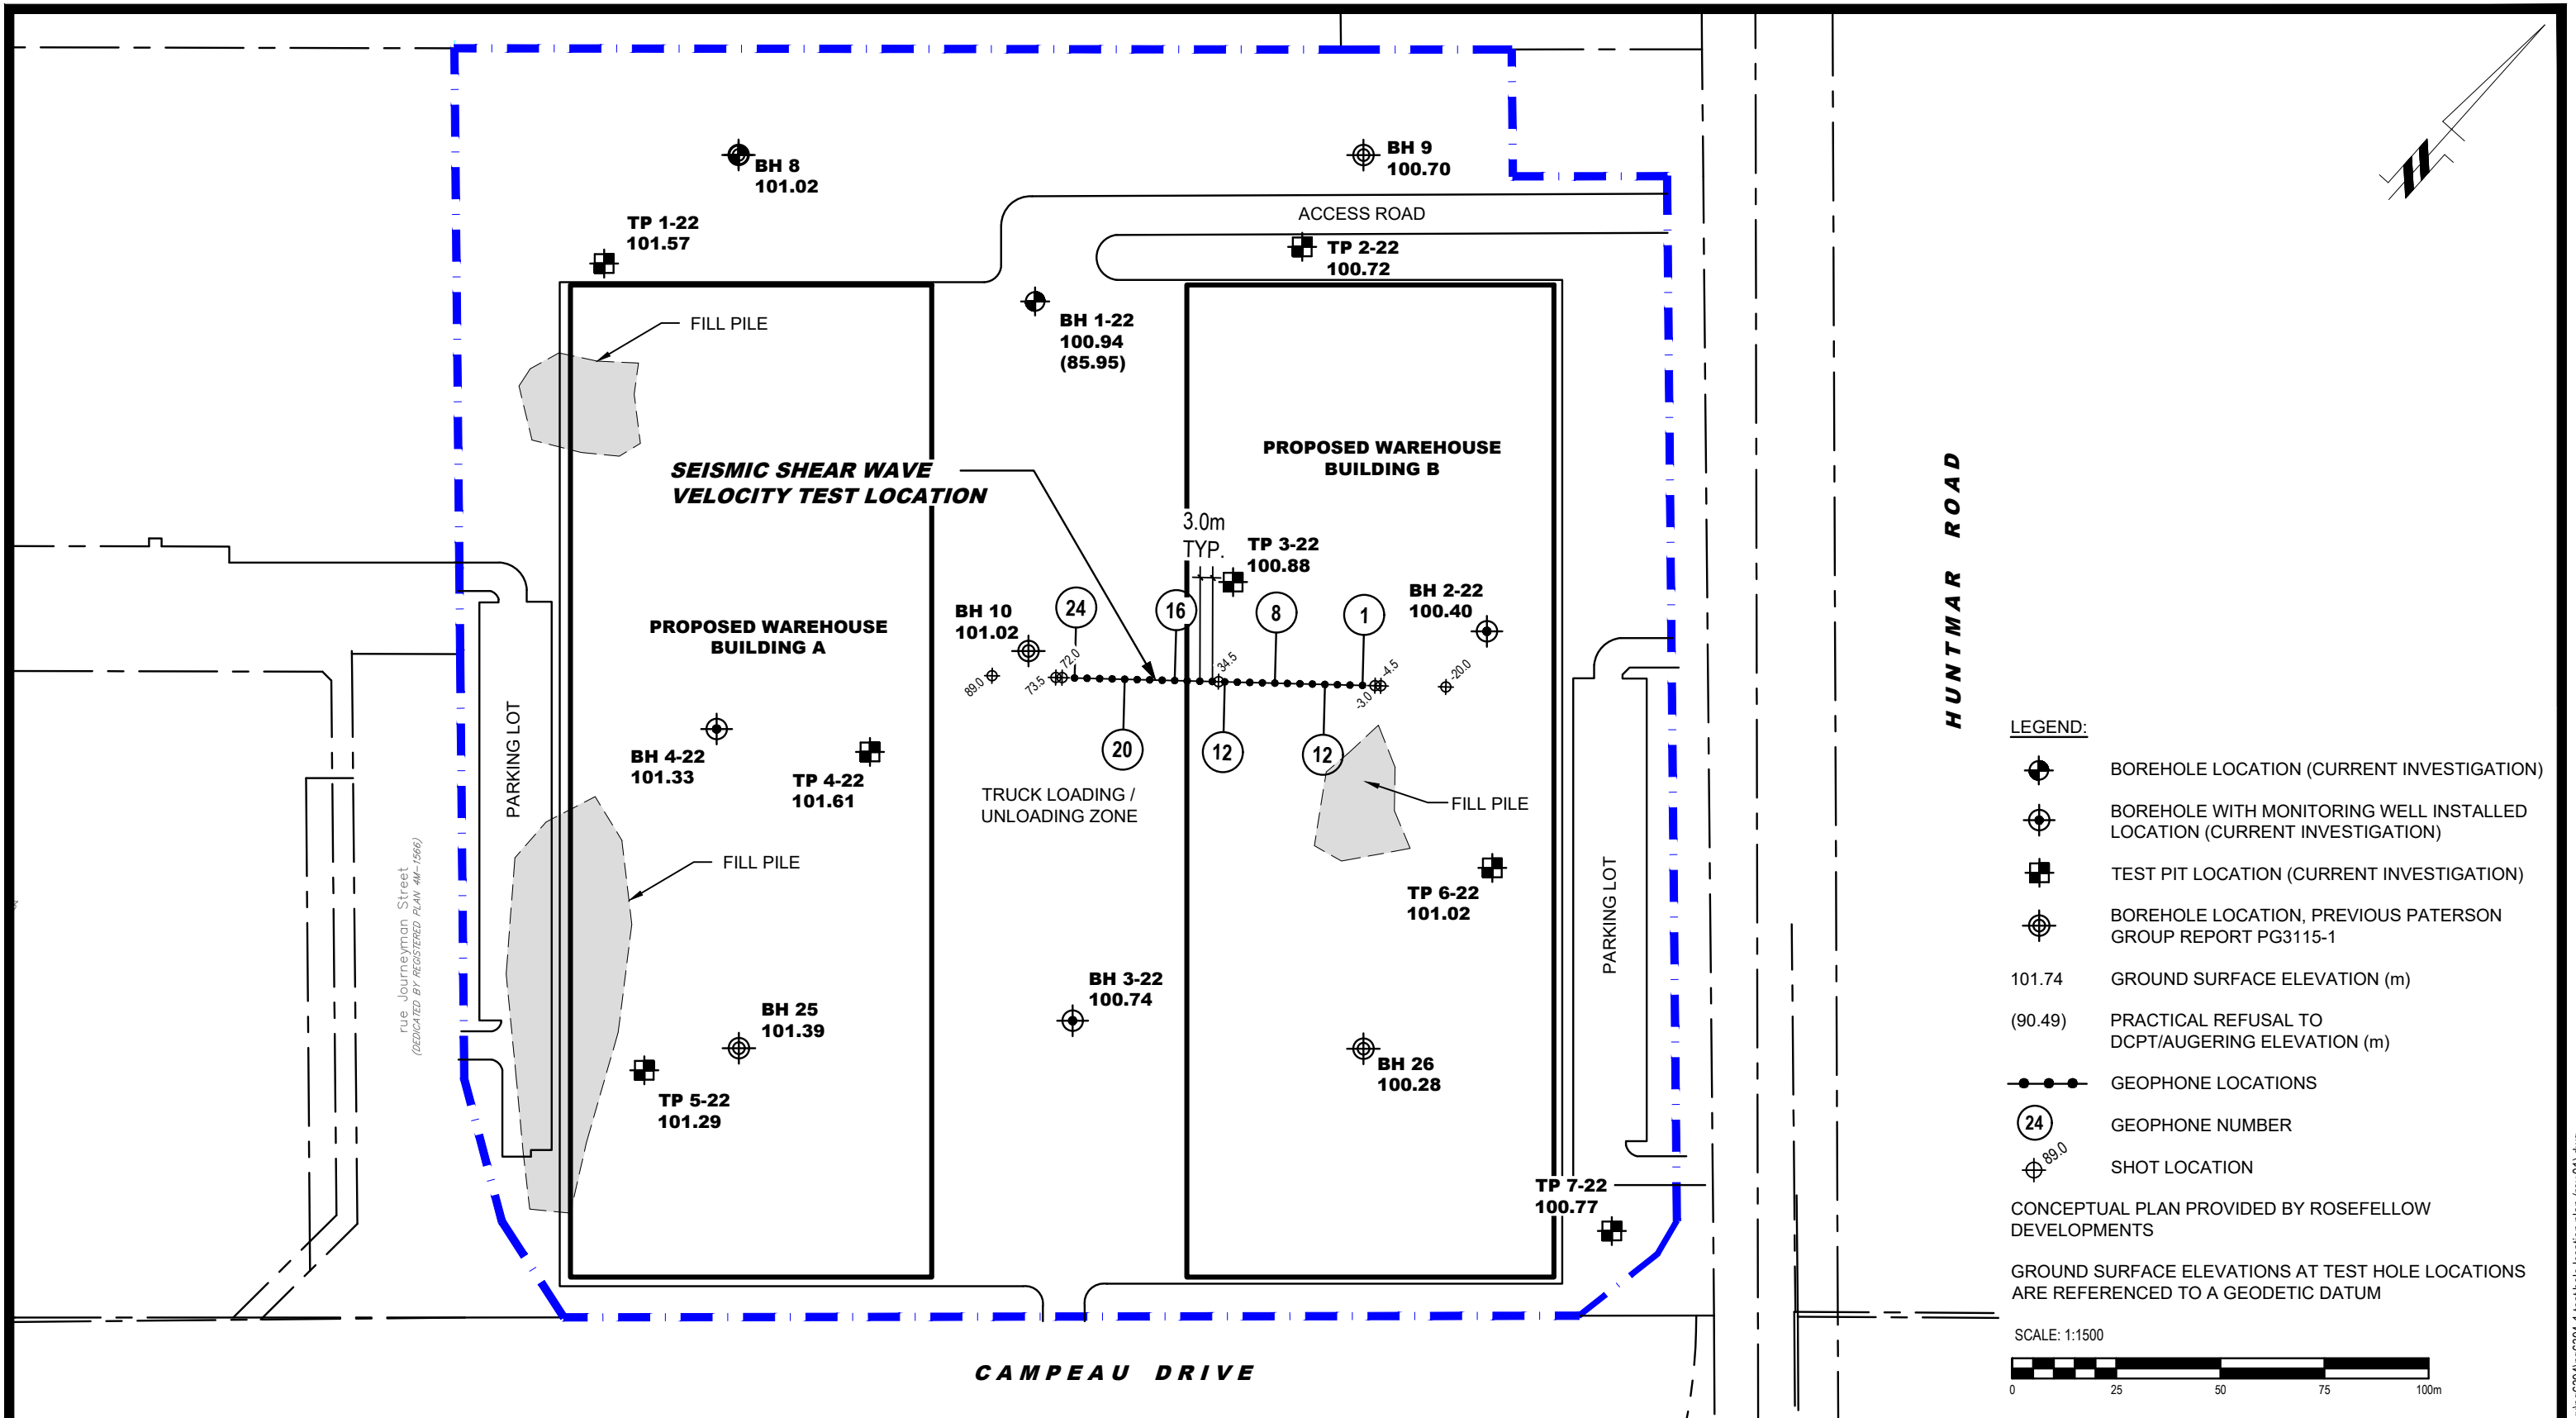 BH 8
101.02
BH 9
100.70
TP 1-22
101.57
ACCESS ROAD
TP 2-22
100.72
FILL PILE
BH 1-22
100.94
(85.95)
PROPOSED WAREHOUSE
BUILDING B
SEISMIC SHEAR WAVE
VELOCITY TEST LOCATION
3.0m
TYP.
TP 3-22
100.88
HUNTMAR ROAD
BH 10
101.02
24
16
8
1
BH 2-22
100.40
PROPOSED WAREHOUSE
BUILDING A
89.0
73.5
72.0
34.5
-3.0
-4.5
-20.0
PARKING LOT
BH 4-22
101.33
TP 4-22
101.61
20
12
12
TRUCK LOADING /
UNLOADING ZONE
FILL PILE
FILL PILE
rue Journeyman Street
(DEDICATED BY REGISTERED PLAN 4M-1566)
TP 6-22
101.02
PARKING LOT
BH 3-22
100.74
BH 25
101.39
BH 26
100.28
TP 5-22
101.29
TP 7-22
100.77
CAMPEAU DRIVE
LEGEND:
BOREHOLE LOCATION (CURRENT INVESTIGATION)
BOREHOLE WITH MONITORING WELL INSTALLED
LOCATION (CURRENT INVESTIGATION)
TEST PIT LOCATION (CURRENT INVESTIGATION)
BOREHOLE LOCATION, PREVIOUS PATERSON
GROUP REPORT PG3115-1
101.74 GROUND SURFACE ELEVATION (m)
(90.49) PRACTICAL REFUSAL TO
DCPT/AUGERING ELEVATION (m)
GEOPHONE LOCATIONS
24 GEOPHONE NUMBER
89.0 SHOT LOCATION
CONCEPTUAL PLAN PROVIDED BY ROSEFELLOW
DEVELOPMENTS
GROUND SURFACE ELEVATIONS AT TEST HOLE LOCATIONS
ARE REFERENCED TO A GEODETIC DATUM
SCALE: 1:1500
0 25 50 75 100m